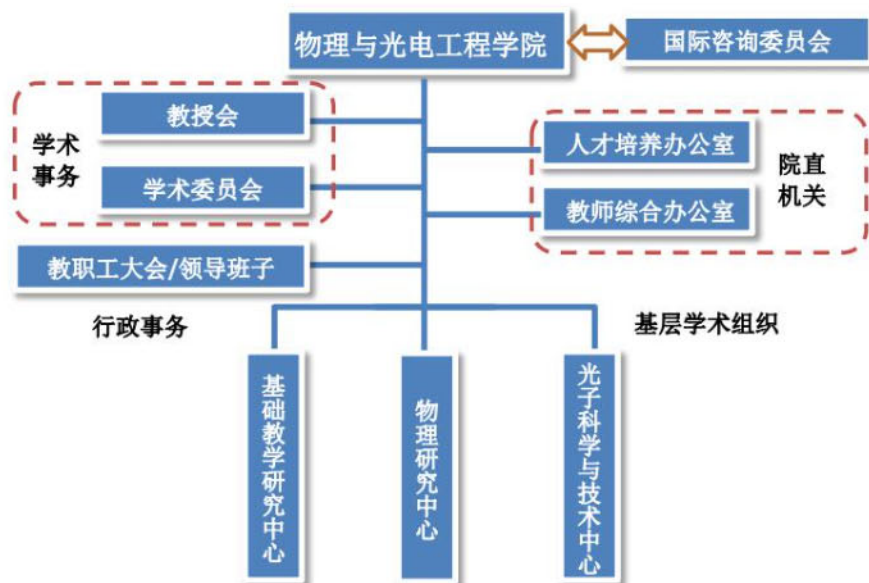 物理与光电工程学院
国际咨询委员会
学术
事务
教授会
学术委员会
人才培养办公室
教师综合办公室
院直
机关
教职工大会/领导班子
行政事务
基层学术组织
基础教学研究中心
物理研究中心
光子科学与技术中心